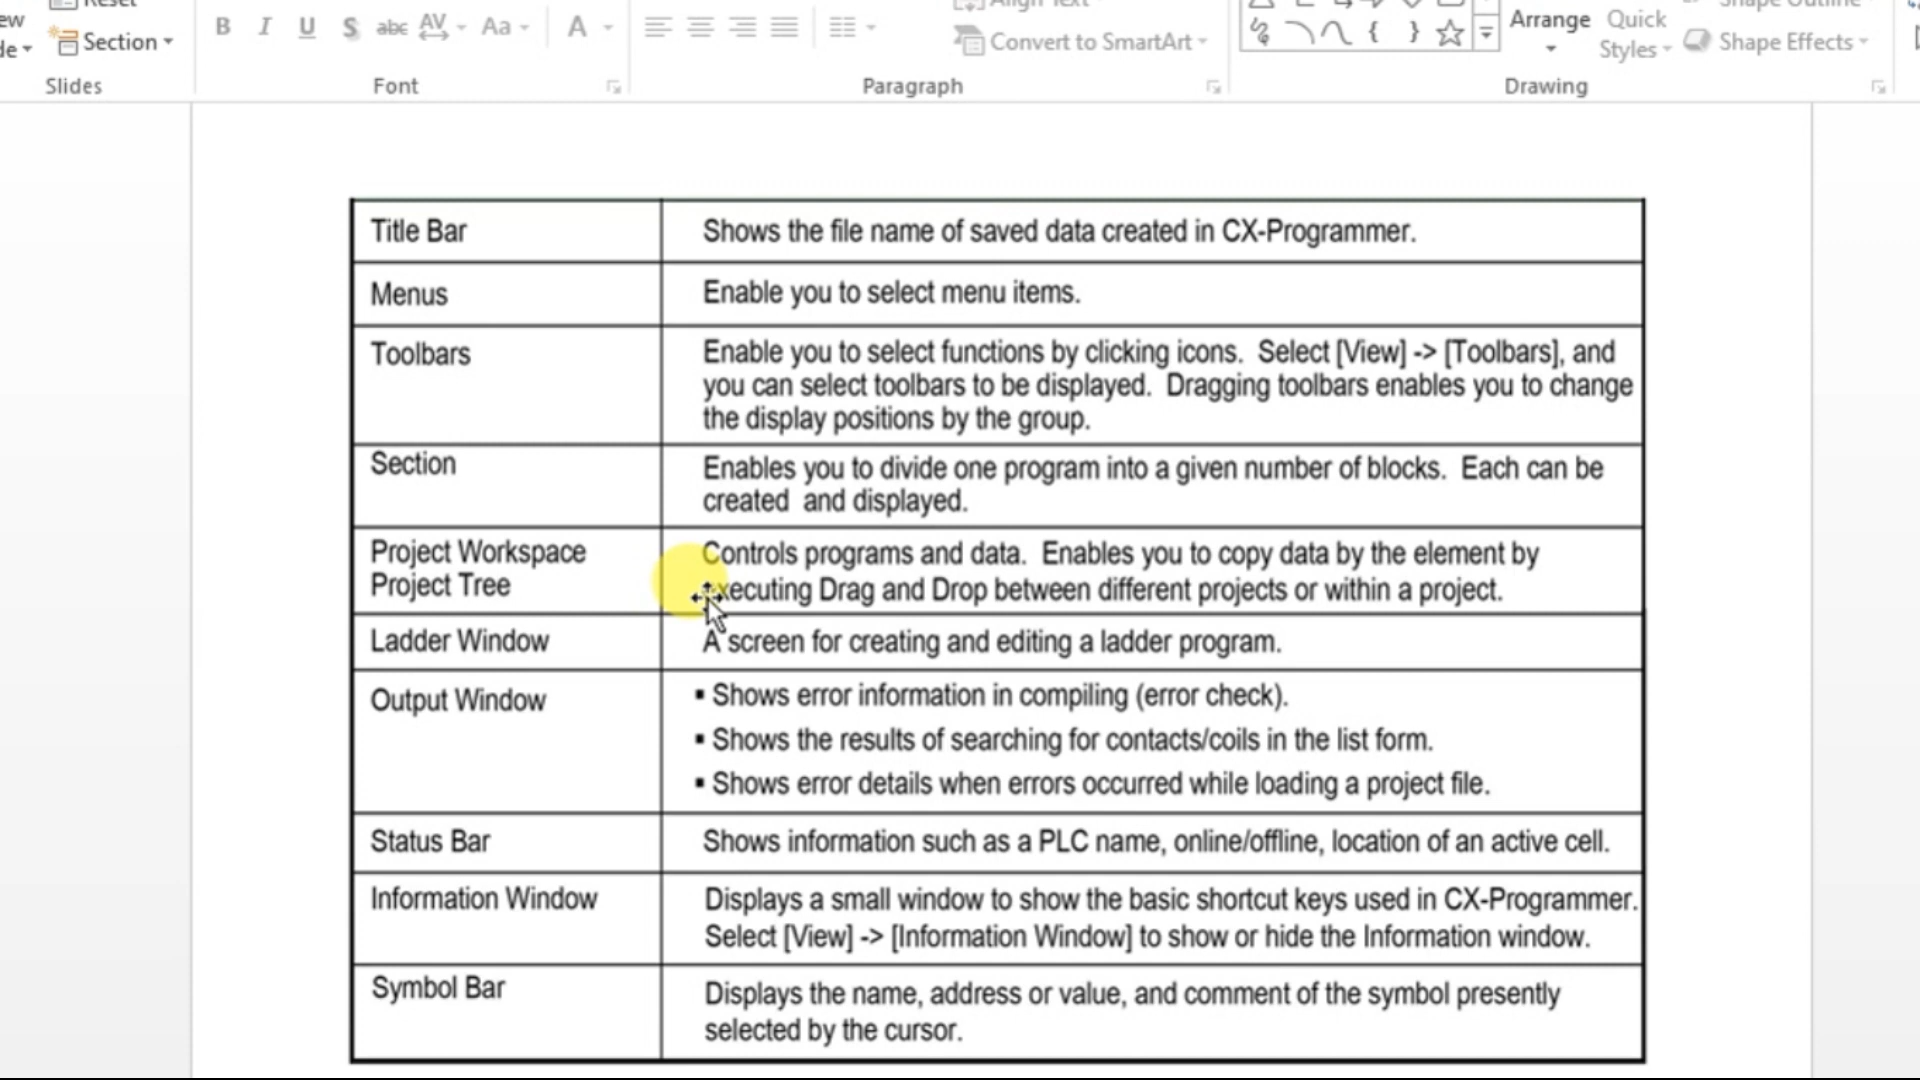 Section
B I U S abc AV Aa A
Convert to SmartArt
Arrange
Quick
Styles
Shape Effects
Slides
Font
Paragraph
Drawing
Title Bar
Shows the file name of saved data created in CX-Programmer.
Menus
Enable you to select menu items.
Toolbars
Enable you to select functions by clicking icons. Select [View] -> [Toolbars], and
you can select toolbars to be displayed. Dragging toolbars enables you to change
the display positions by the group.
Section
Enables you to divide one program into a given number of blocks. Each can be
created and displayed.
Project Workspace
Project Tree
Controls programs and data. Enables you to copy data by the element by
executing Drag and Drop between different projects or within a project.
Ladder Window
A screen for creating and editing a ladder program.
Output Window
▪ Shows error information in compiling (error check).
▪ Shows the results of searching for contacts/coils in the list form.
▪ Shows error details when errors occurred while loading a project file.
Status Bar
Shows information such as a PLC name, online/offline, location of an active cell.
Information Window
Displays a small window to show the basic shortcut keys used in CX-Programmer.
Select [View] -> [Information Window] to show or hide the Information window.
Symbol Bar
Displays the name, address or value, and comment of the symbol presently
selected by the cursor.